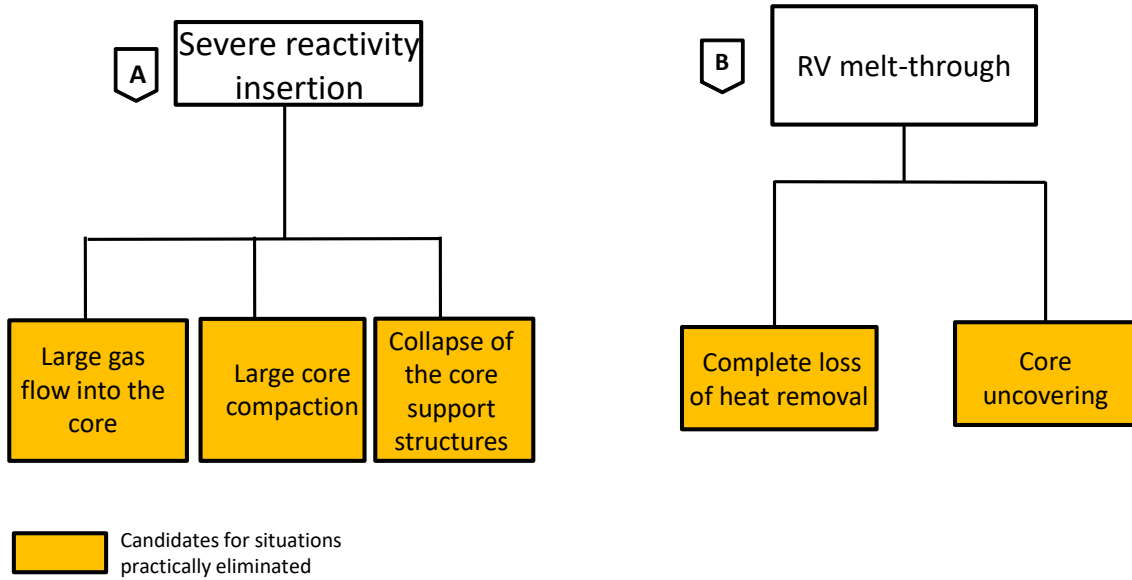 A
Severe reactivity
insertion
Large gas
flow into the
core
Large core
compaction
Collapse of
the core
support
structures
B
RV melt-through
Complete loss
of heat removal
Core
uncovering
Candidates for situations
practically eliminated